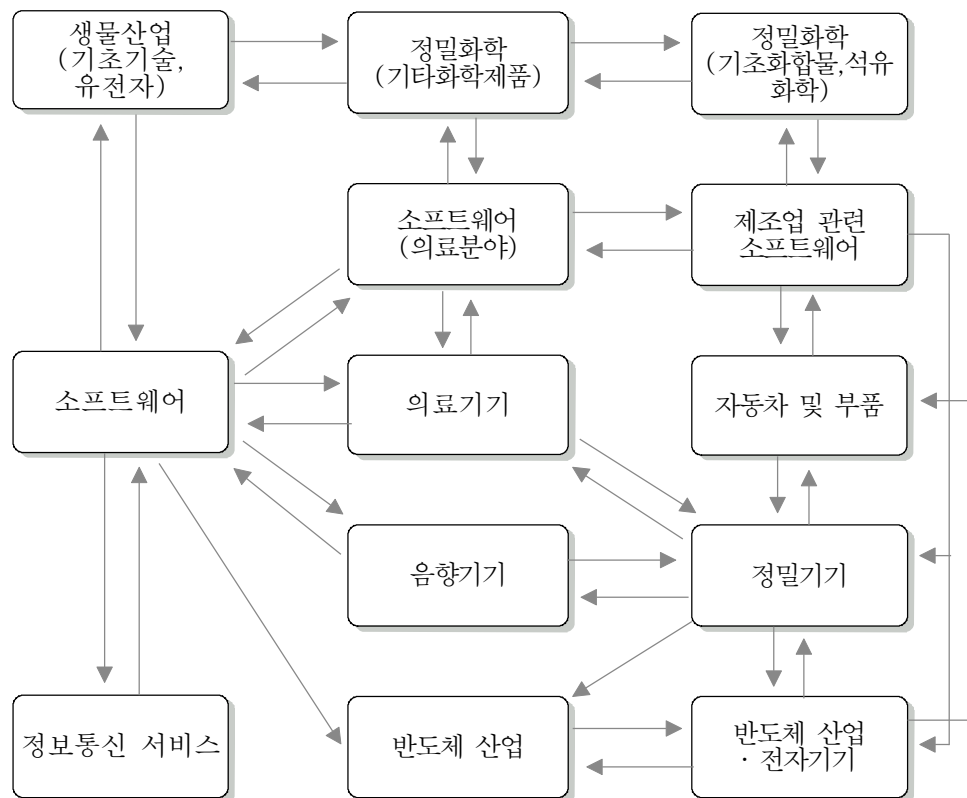 생물산업
(기초기술,
유전자)
정밀화학
(기타화학제품)
정밀화학
(기초화합물,석유
화학)
소프트웨어
(의료분야)
제조업 관련
소프트웨어
소프트웨어
의료기기
자동차 및 부품
음향기기
정밀기기
정보통신 서비스
반도체 산업
반도체 산업
· 전자기기